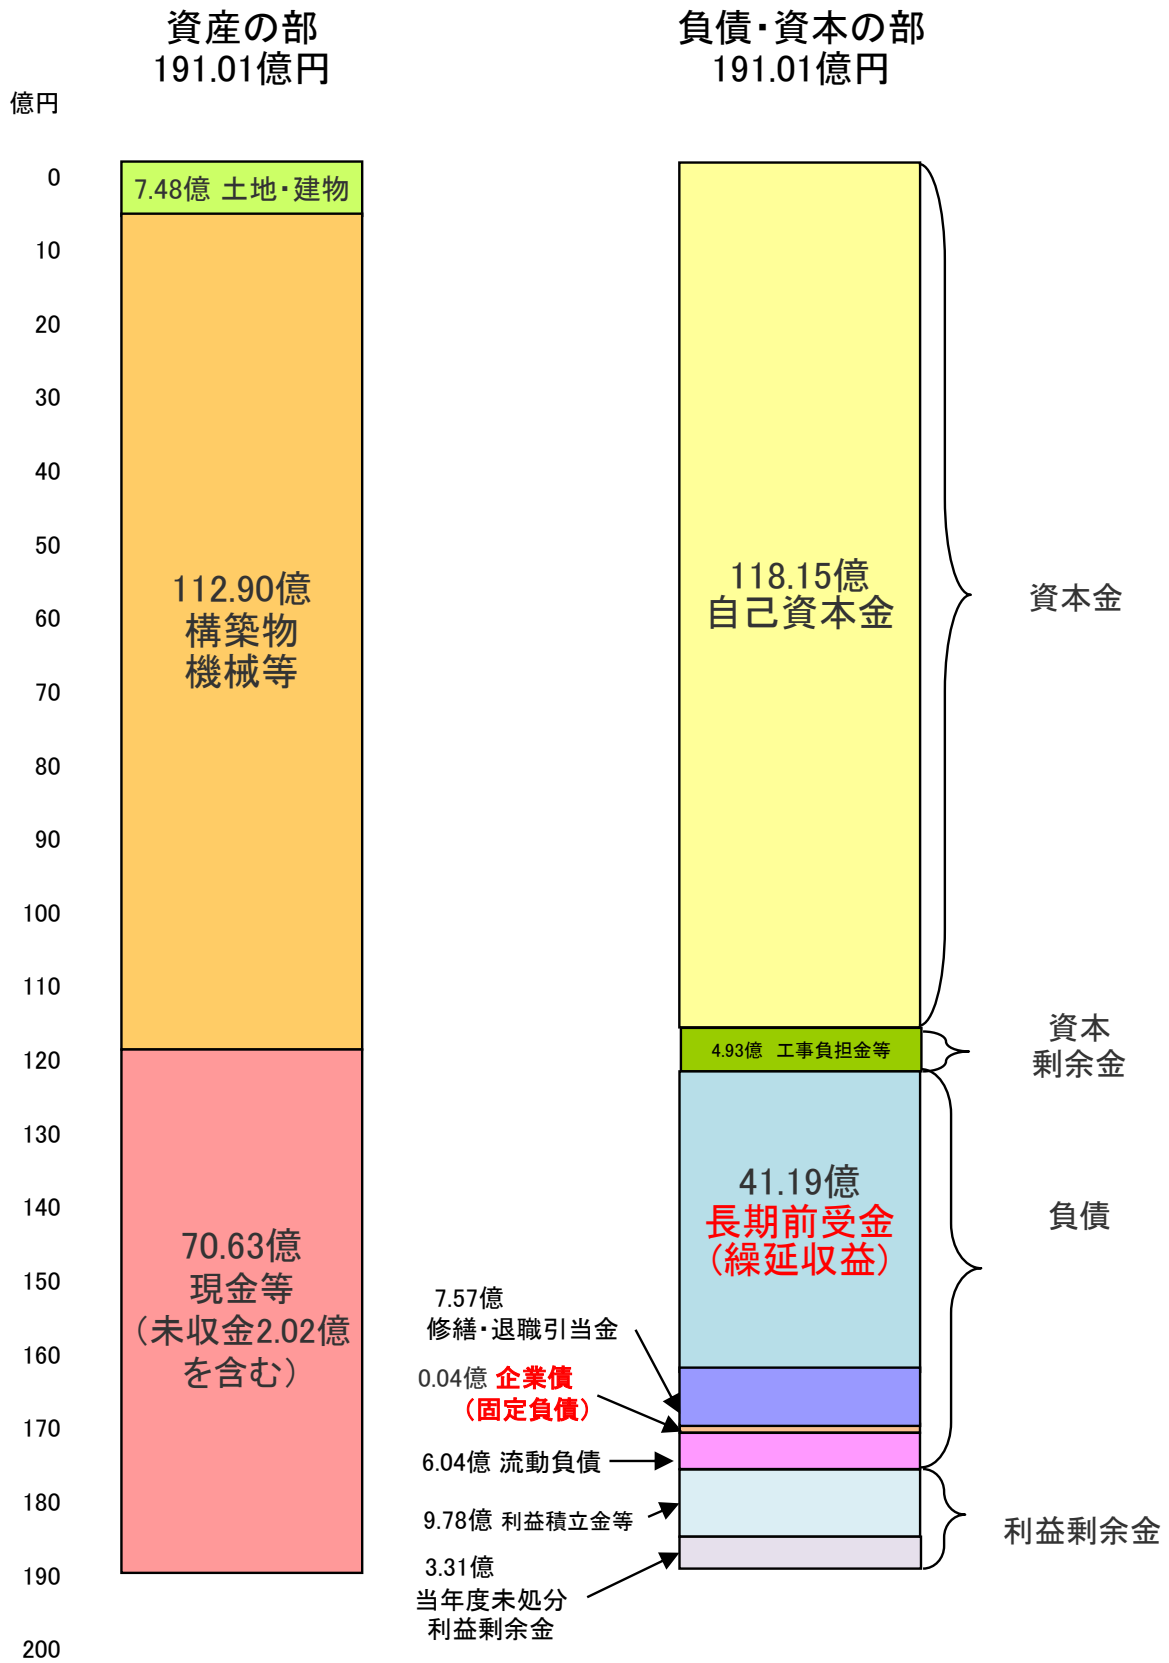 資産の部
191.01億円
負債・資本の部
191.01億円
億円
0
10
20
30
40
50
60
70
80
90
100
110
120
130
140
150
160
170
180
190
200
7.48億 土地・建物
112.90億
構築物
機械等
70.63億
現金等
（未収金2.02億
を含む）
118.15億
自己資本金
4.93億 工事負担金等
41.19億
長期前受金
（繰延収益）
7.57億
修繕・退職引当金
0.04億 企業債
（固定負債）
6.04億 流動負債
9.78億 利益積立金等
3.31億
当年度未処分
利益剰余金
資本金
資本
剰余金
負債
利益剰余金